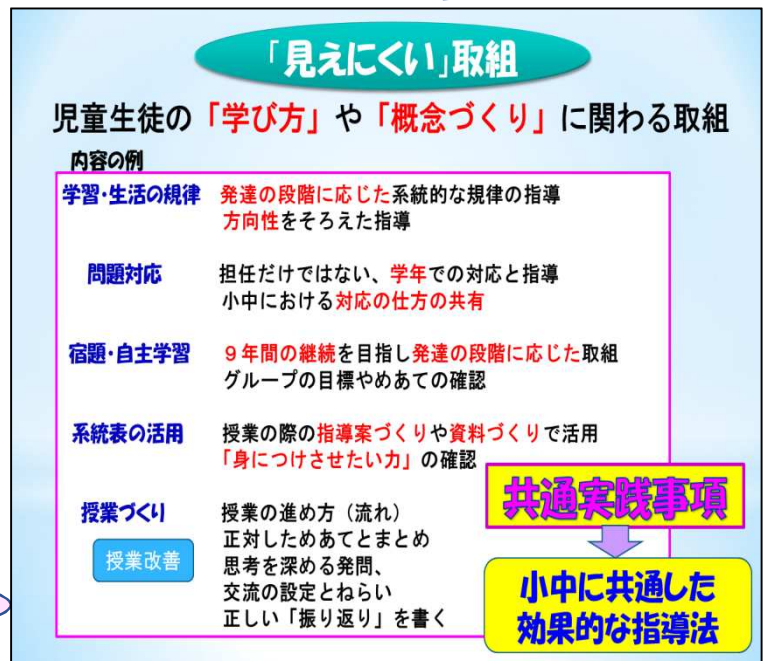 「見えにくい」取組
児童生徒の「学び方」や「概念づくり」に関わる取組
内容の例
学習・生活の規律 発達の段階に応じた系統的な規律の指導
方向性をそろえた指導
問題対応 担任だけではない、学年での対応と指導
小中における対応の仕方の共有
宿題・自主学習 9年間の継続を目指し発達の段階に応じた取組
グループの目標やめあての確認
系統表の活用 授業の際の指導案づくりや資料づくりで活用
「身につけさせたい力」の確認
授業づくり 授業の進め方（流れ）
正対しためあてとまとめ
授業改善 思考を深める発問、
交流の設定とねらい
正しい「振り返り」を書く
共通実践事項
小中に共通した
効果的な指導法